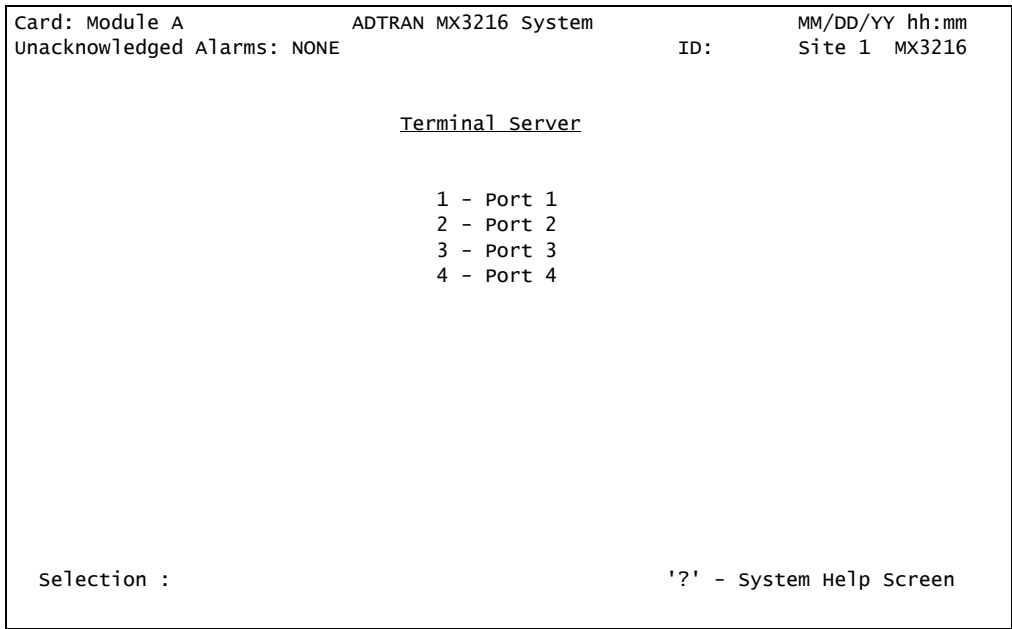 Card: Module A ADTRAN MX3216 System MM/DD/YY hh:mm
Unacknowledged Alarms: NONE ID: Site 1 MX3216
Terminal Server
1 - Port 1
2 - Port 2
3 - Port 3
4 - Port 4
Selection : '?' - System Help Screen